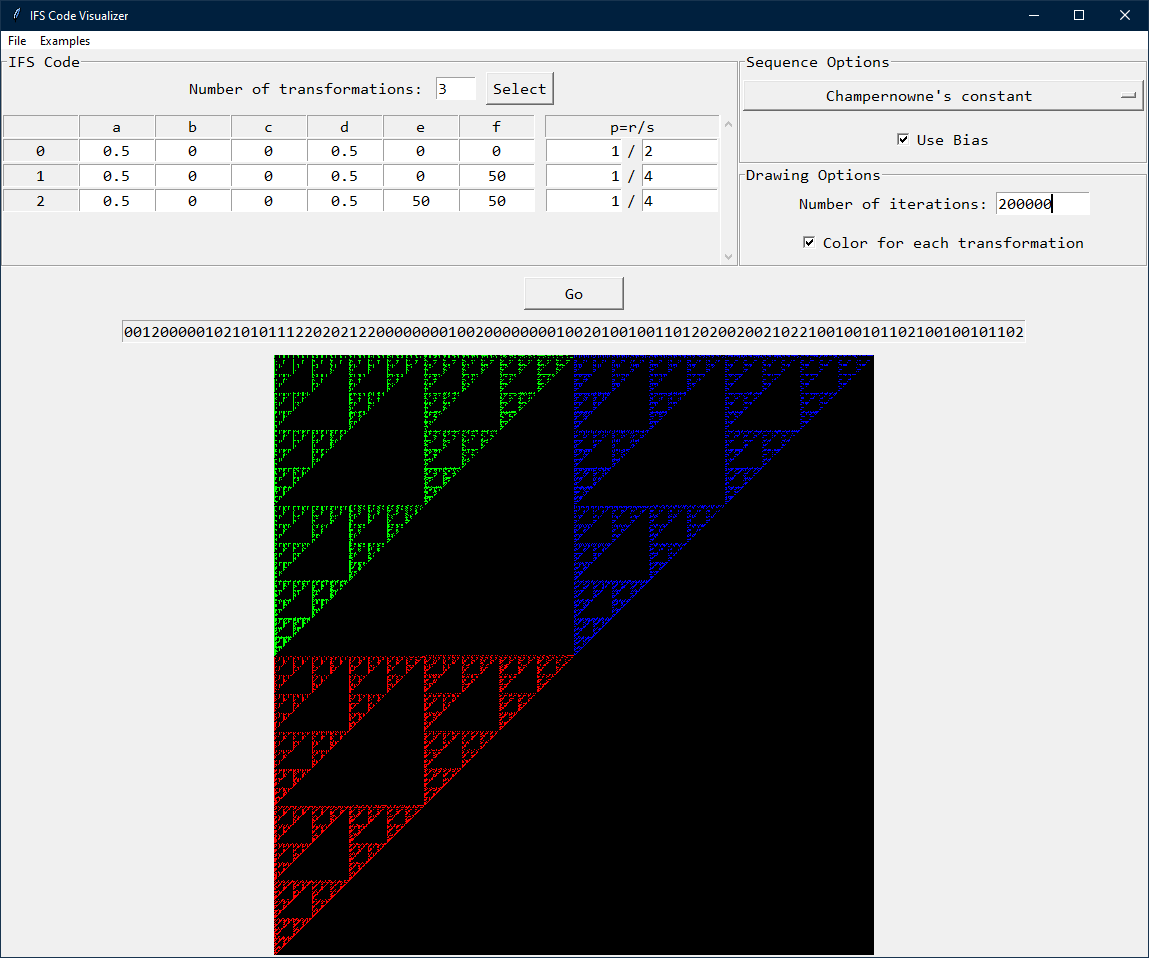 IFS Code Visualizer
File Examples
IFS Code
Number of transformations: 3 Select
a b c d e f p=r/s
0 0.5 0 0 0.5 0 0 1 / 2
1 0.5 0 0 0.5 0 50 1 / 4
2 0.5 0 0 0.5 50 50 1 / 4
Sequence Options
Champernowne's constant
Use Bias
Drawing Options
Number of iterations: 200000
Color for each transformation
Go
001200000102101011122020212200000000100200000000100201001001101202002002102210010010110210010010110​2